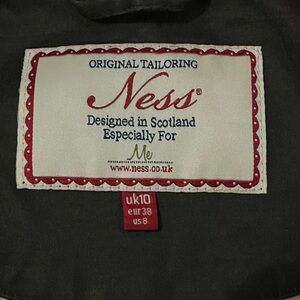 ORIGINAL TAILORING
Ness®
Designed in Scotland
Especially For
Me
www.ness.co.uk
uk10
eur38
us8